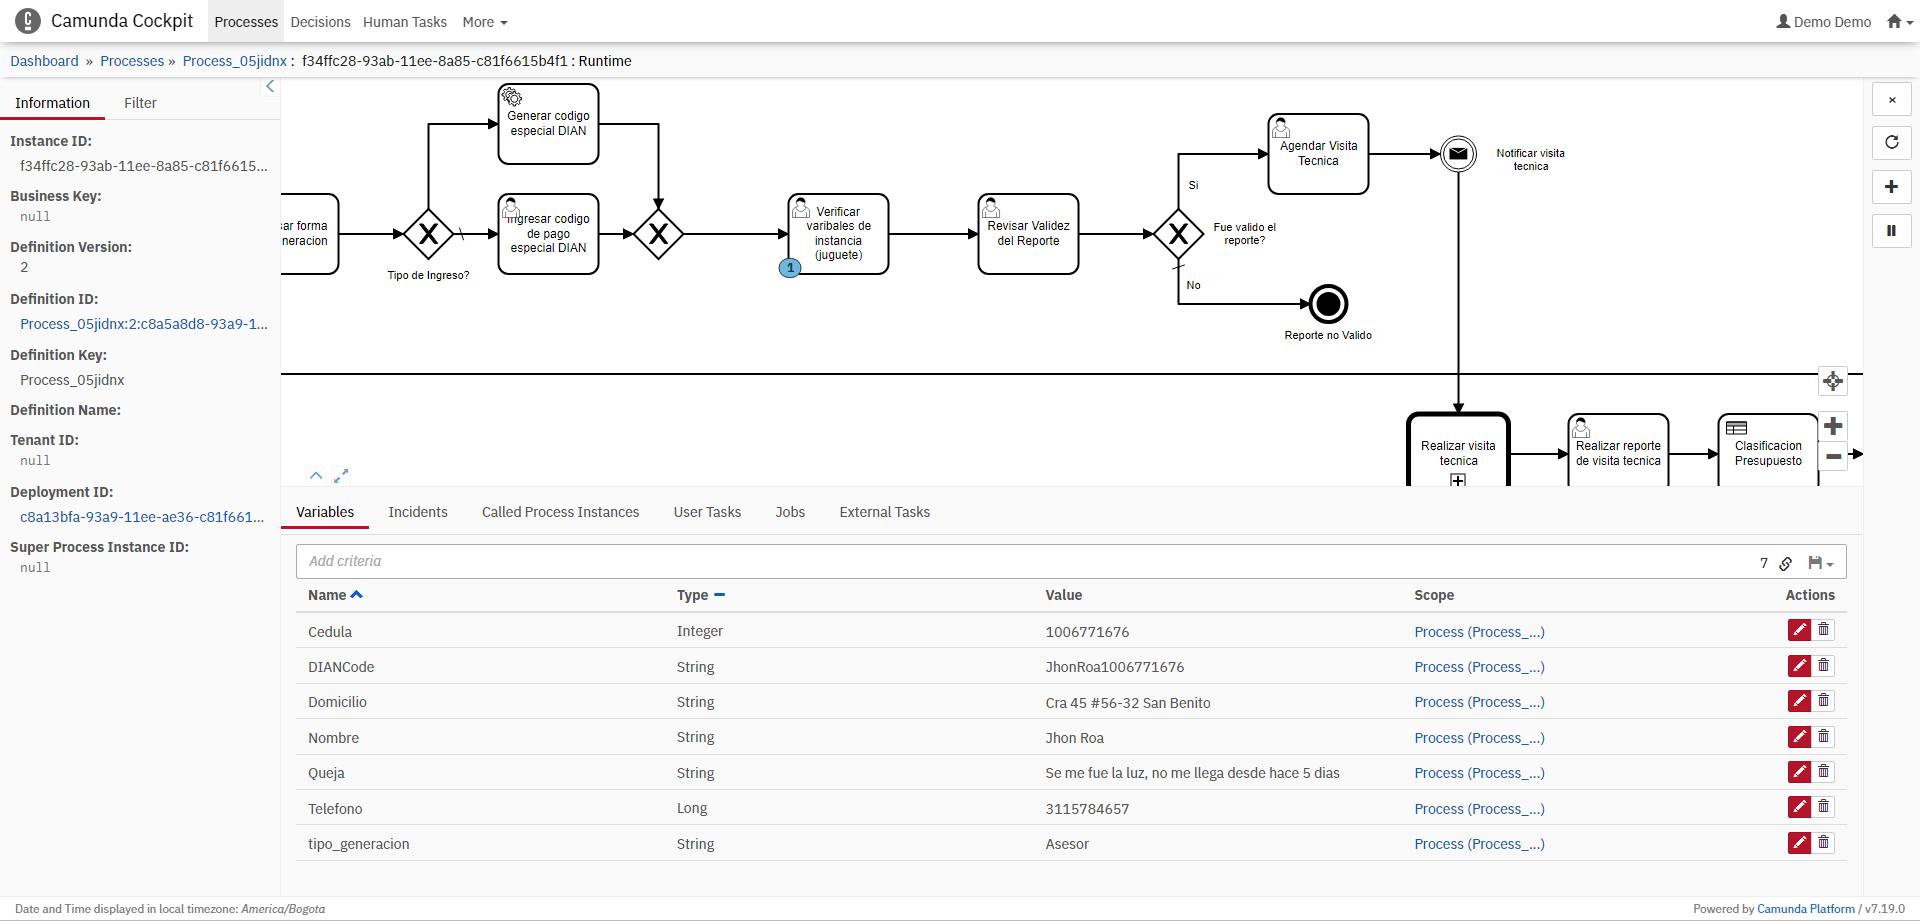 Camunda Cockpit Processes Decisions Human Tasks More Demo Demo
Dashboard » Processes » Process_05jidnx : f34ffc28-93ab-11ee-8a85-c81f6615b4f1 : Runtime
Information Filter
Instance ID:
f34ffc28-93ab-11ee-8a85-c81f6615...
Business Key:
null
Definition Version:
2
Definition ID:
Process_05jidnx:2:c8a5a8d8-93a9-1...
Definition Key:
Process_05jidnx
Definition Name:
Tenant ID:
null
Deployment ID:
c8a13bfa-93a9-11ee-ae36-c81f661...
Super Process Instance ID:
null
Generar codigo
especial DIAN
sar forma
neracion
Tipo de Ingreso?
Ingresar codigo
de pago
especial DIAN
Verificar
varibales de
instancia
(juguete)
1
Revisar Validez
del Reporte
Si
Fue valido el
reporte?
No
Reporte no Valido
Agendar Visita
Tecnica
Notificar visita
tecnica
Realizar visita
tecnica
Realizar reporte
de visita tecnica
Clasificacion
Presupuesto
Variables Incidents Called Process Instances User Tasks Jobs External Tasks
Add criteria 7
Name Type Value Scope Actions
Cedula Integer 1006771676 Process (Process_...)
DIANCode String JhonRoa1006771676 Process (Process_...)
Domicilio String Cra 45 #56-32 San Benito Process (Process_...)
Nombre String Jhon Roa Process (Process_...)
Queja String Se me fue la luz, no me llega desde hace 5 dias Process (Process_...)
Telefono Long 3115784657 Process (Process_...)
tipo_generacion String Asesor Process (Process_...)
Date and Time displayed in local timezone: America/Bogota Powered by Camunda Platform / v7.19.0